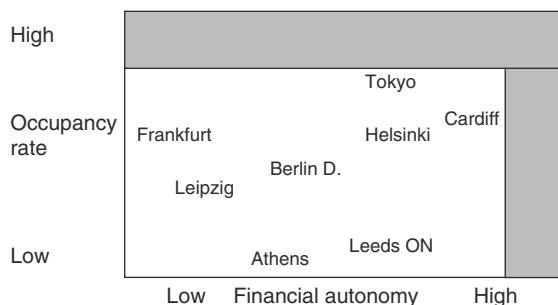 High
Tokyo
Cardiff
Occupancy
rate
Frankfurt
Helsinki
Berlin D.
Leipzig
Leeds ON
Low
Athens
Low Financial autonomy High